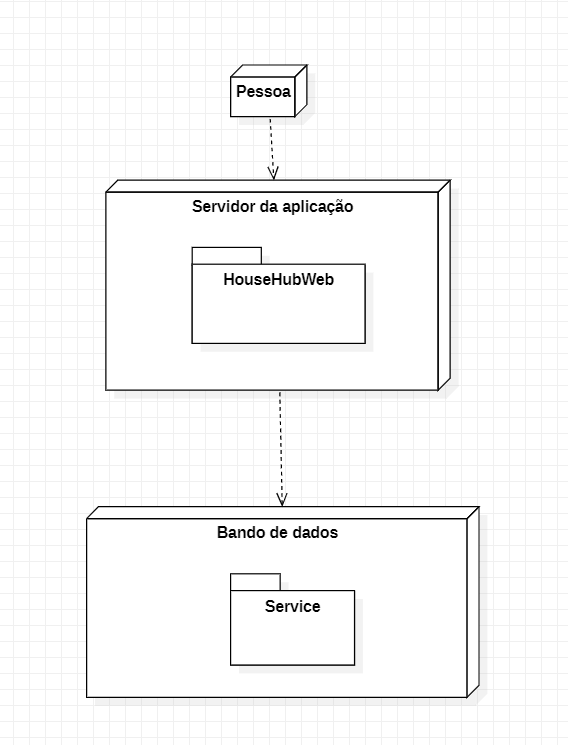 Pessoa
Servidor da aplicação
HouseHubWeb
Bando de dados
Service